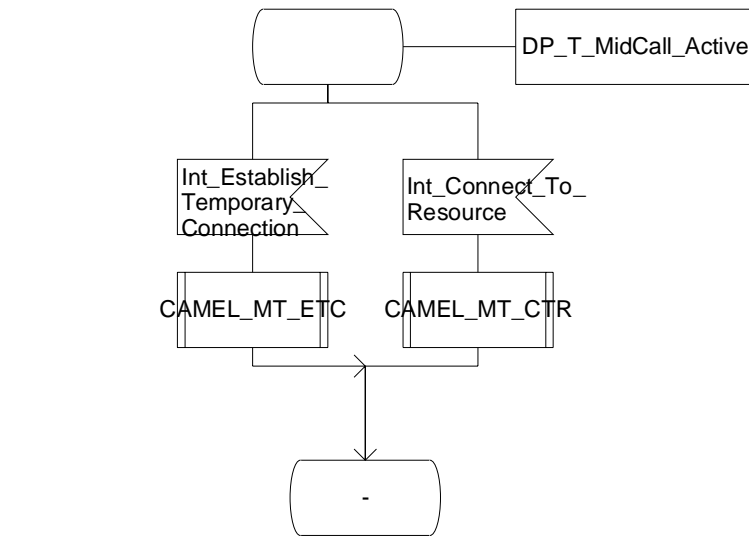 DP_T_MidCall_Active
Int_Establish_
Temporary_
Connection
Int_Connect_To_
Resource
CAMEL_MT_ETC
CAMEL_MT_CTR
-